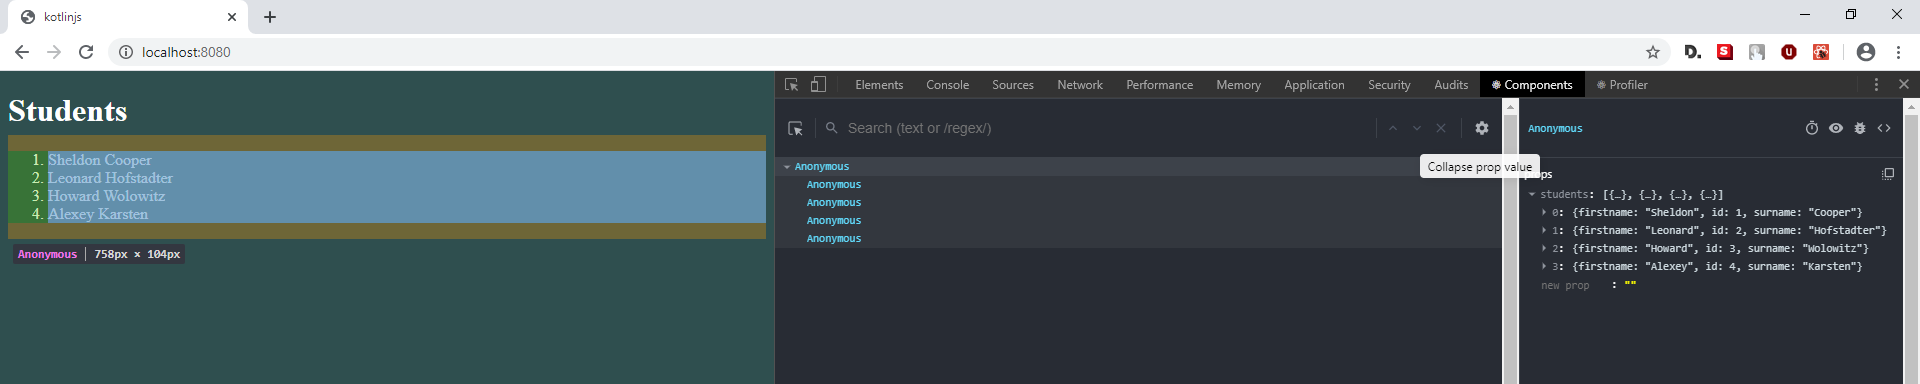 kotlinjs
localhost:8080
Students
1. Sheldon Cooper
2. Leonard Hofstadter
3. Howard Wolowitz
4. Alexey Karsten
Anonymous | 758px × 104px
Elements Console Sources Network Performance Memory Application Security Audits Components Profiler
Search (text or /regex/)
Anonymous
Anonymous
Anonymous
Anonymous
Anonymous
Collapse prop value
Anonymous
students: [{…}, {…}, {…}, {…}]
0: {firstname: "Sheldon", id: 1, surname: "Cooper"}
1: {firstname: "Leonard", id: 2, surname: "Hofstadter"}
2: {firstname: "Howard", id: 3, surname: "Wolowitz"}
3: {firstname: "Alexey", id: 4, surname: "Karsten"}
new prop : ""